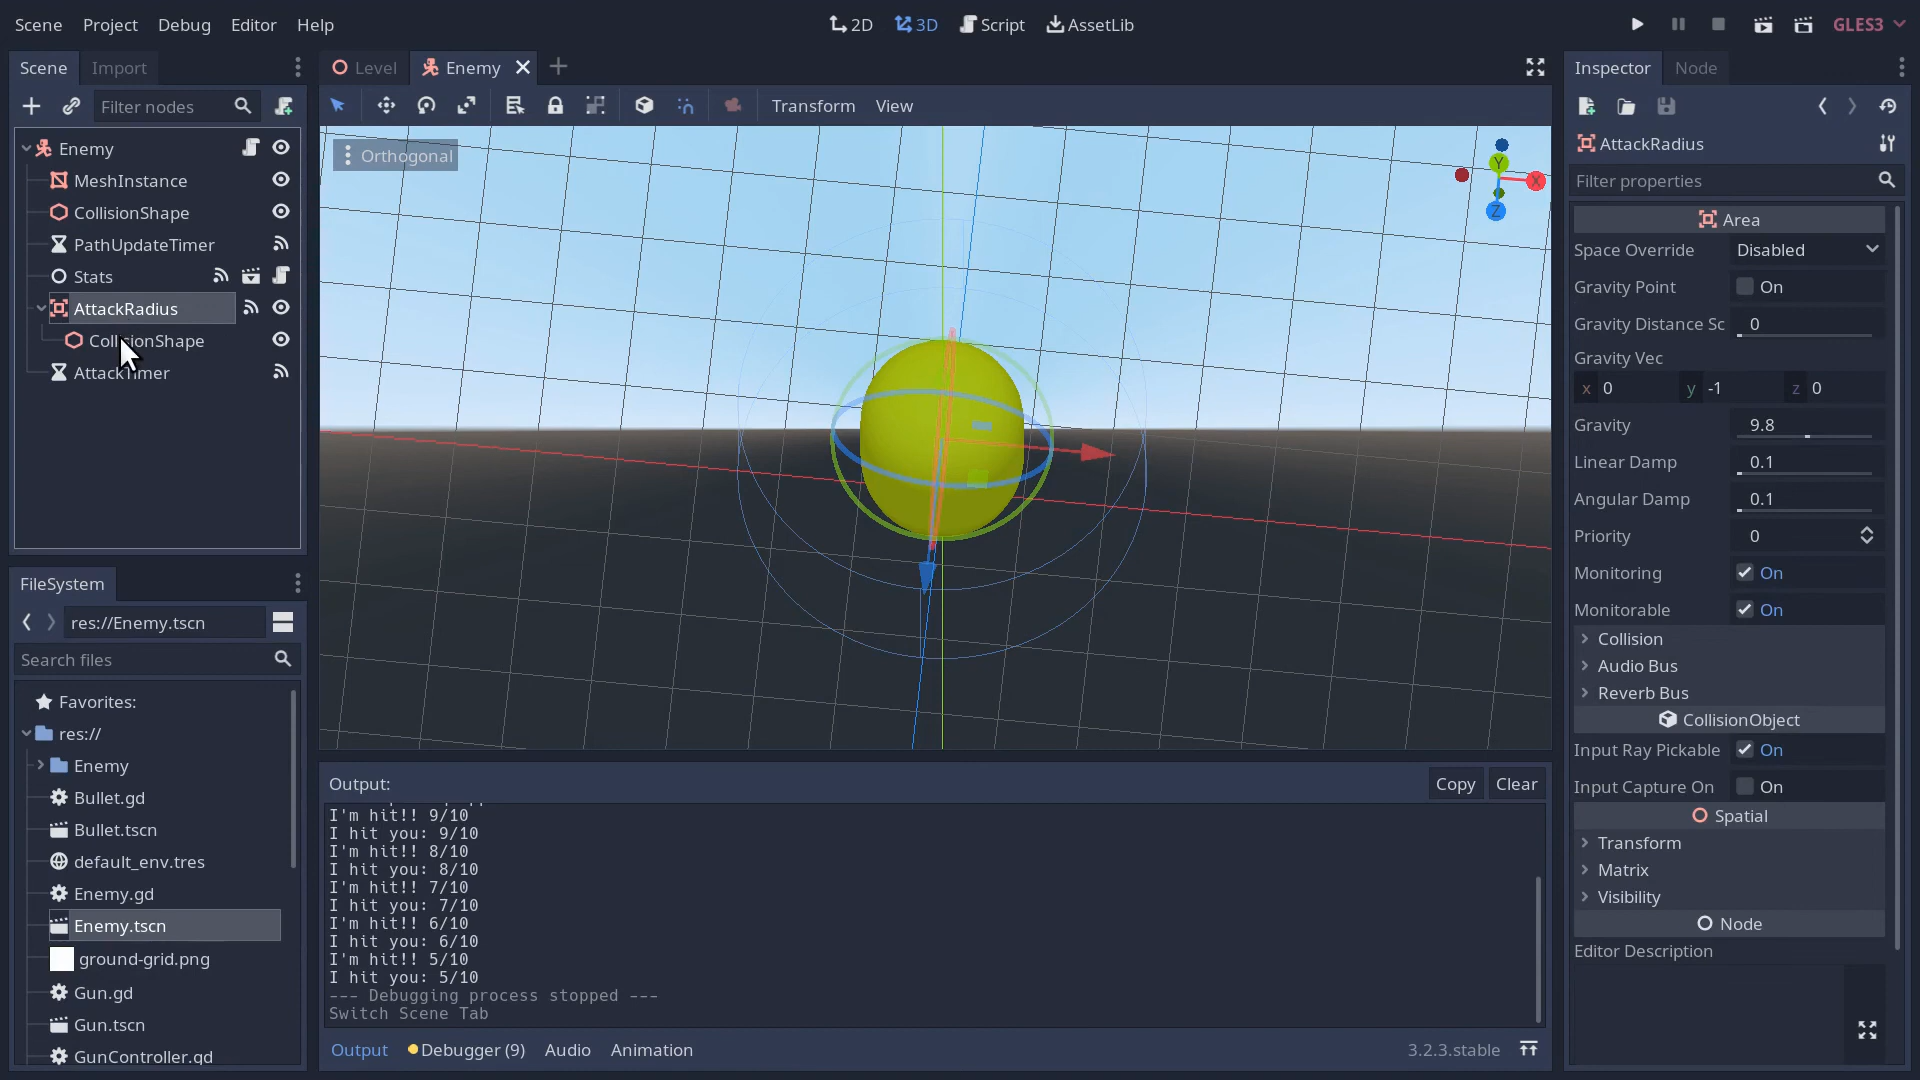 Scene Project Debug Editor Help
2D 3D Script AssetLib
GLES3
Scene Import
Level Enemy
Inspector Node
Filter nodes
Transform View
Enemy
MeshInstance
CollisionShape
PathUpdateTimer
Stats
AttackRadius
CollisionShape
AttackTimer
Orthogonal
Y
X
Z
AttackRadius
Filter properties
Area
Space Override Disabled
Gravity Point On
Gravity Distance Sc 0
Gravity Vec
x 0 y -1 z 0
Gravity 9.8
Linear Damp 0.1
Angular Damp 0.1
Priority 0
Monitoring On
Monitorable On
Collision
Audio Bus
Reverb Bus
CollisionObject
Input Ray Pickable On
Input Capture On On
Spatial
Transform
Matrix
Visibility
Node
Editor Description
FileSystem
res://Enemy.tscn
Search files
Favorites:
res://
Enemy
Bullet.gd
Bullet.tscn
default_env.tres
Enemy.gd
Enemy.tscn
ground-grid.png
Gun.gd
Gun.tscn
GunController.gd
Output: Copy Clear
I'm hit!! 9/10
I hit you: 9/10
I'm hit!! 8/10
I hit you: 8/10
I'm hit!! 7/10
I hit you: 7/10
I'm hit!! 6/10
I hit you: 6/10
I'm hit!! 5/10
I hit you: 5/10
--- Debugging process stopped ---
Switch Scene Tab
Output Debugger (9) Audio Animation 3.2.3.stable